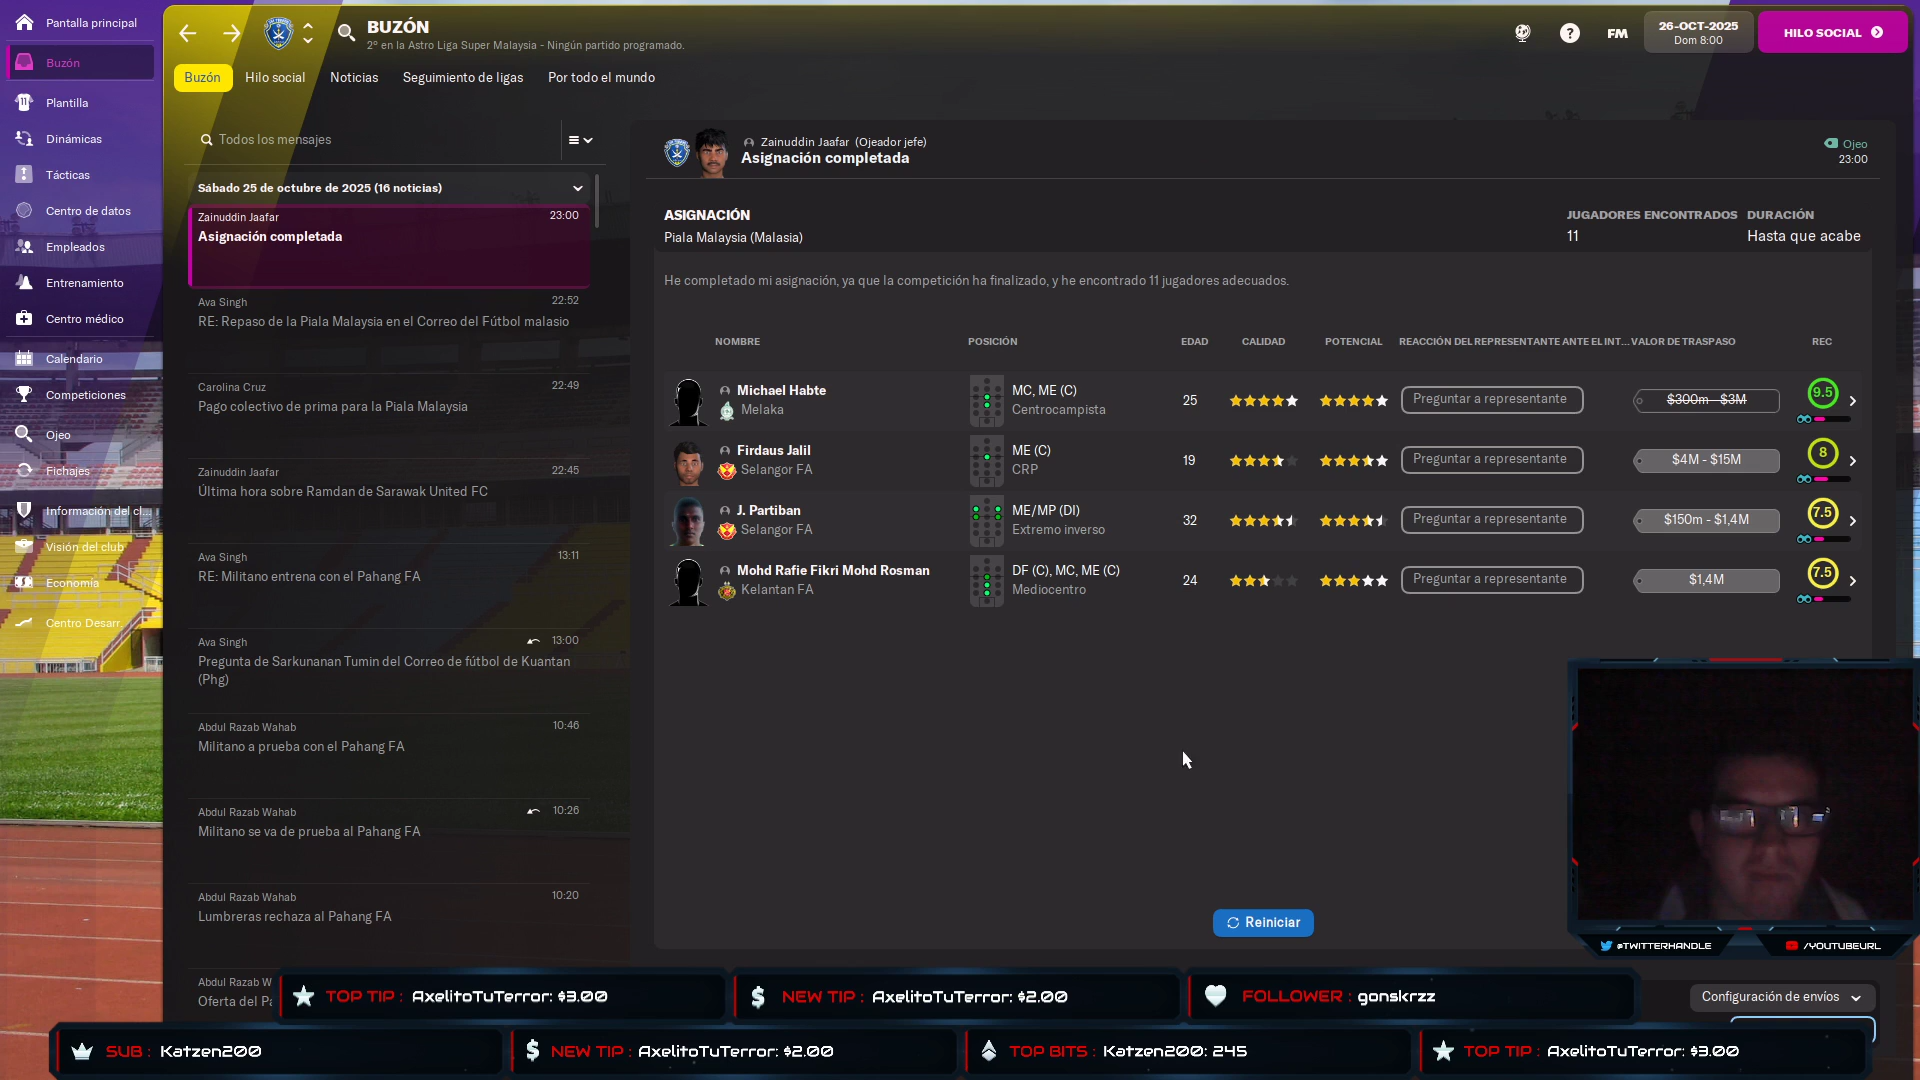 Pantalla principal
Buzón
Plantilla
Dinámicas
Tácticas
Centro de datos
Empleados
Entrenamiento
Centro médico
Calendario
Competiciones
Ojeo
Fichajes
Información del cl...
Visión del club
Economía
Centro Desarr.
BUZÓN
2º en la Astro Liga Super Malaysia - Ningún partido programado.
FM
26-OCT-2025
Dom 8:00
HILO SOCIAL
Buzón
Hilo social
Noticias
Seguimiento de ligas
Por todo el mundo
Todos los mensajes
Sábado 25 de octubre de 2025 (16 noticias)
Zainuddin Jaafar 23:00
Asignación completada
Ava Singh 22:52
RE: Repaso de la Piala Malaysia en el Correo del Fútbol malasio
Carolina Cruz 22:49
Pago colectivo de prima para la Piala Malaysia
Zainuddin Jaafar 22:45
Última hora sobre Ramdan de Sarawak United FC
Ava Singh 13:11
RE: Militano entrena con el Pahang FA
Ava Singh 13:00
Pregunta de Sarkunanan Tumin del Correo de fútbol de Kuantan
(Phg)
Abdul Razab Wahab 10:46
Militano a prueba con el Pahang FA
Abdul Razab Wahab 10:26
Militano se va de prueba al Pahang FA
Abdul Razab Wahab 10:20
Lumbreras rechaza al Pahang FA
Abdul Razab W
Oferta del Pa
Zainuddin Jaafar (Ojeador jefe)
Asignación completada
Ojeo
23:00
ASIGNACIÓN
Piala Malaysia (Malasia)
JUGADORES ENCONTRADOS DURACIÓN
11 Hasta que acabe
He completado mi asignación, ya que la competición ha finalizado, y he encontrado 11 jugadores adecuados.
NOMBRE POSICIÓN EDAD CALIDAD POTENCIAL REACCIÓN DEL REPRESENTANTE ANTE EL INT... VALOR DE TRASPASO REC
Michael Habte MC, ME (C) 25 Preguntar a representante $300m - $3M 9.5
Melaka Centrocampista
Firdaus Jalil ME (C) 19 Preguntar a representante $4M - $15M 8
Selangor FA CRP
J. Partiban ME/MP (DI) 32 Preguntar a representante $150m - $1,4M 7.5
Selangor FA Extremo inverso
Mohd Rafie Fikri Mohd Rosman DF (C), MC, ME (C) 24 Preguntar a representante $1,4M 7.5
Kelantan FA Mediocentro
Reiniciar
@TWITTERHANDLE /YOUTUBEURL
Configuración de envíos
TOP TIP : AxelitoTuTerror: $3.00
NEW TIP : AxelitoTuTerror: $2.00
FOLLOWER : gonskrzz
SUB : Katzen200
NEW TIP : AxelitoTuTerror: $2.00
TOP BITS : Katzen200: 245
TOP TIP : AxelitoTuTerror: $3.00